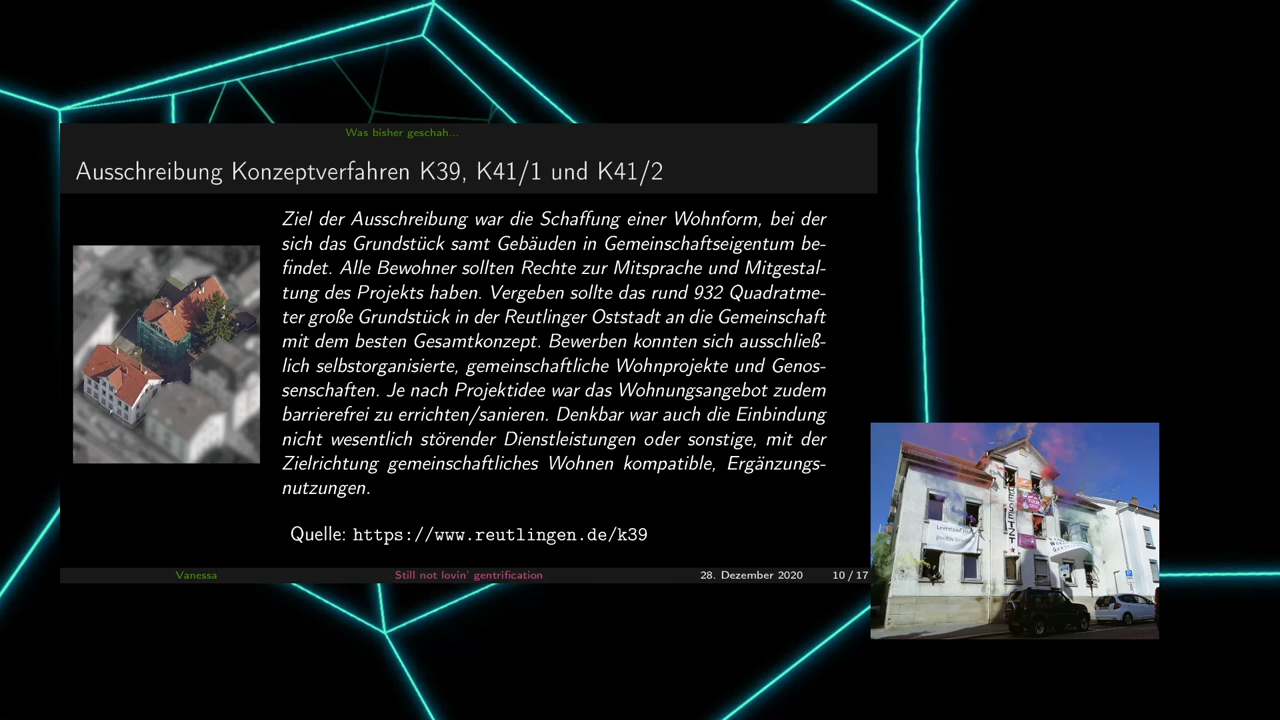 Was bisher geschah...
Ausschreibung Konzeptverfahren K39, K41/1 und K41/2
Ziel der Ausschreibung war die Schaffung einer Wohnform, bei der
sich das Grundstück samt Gebäuden in Gemeinschaftseigentum be-
findet. Alle Bewohner sollten Rechte zur Mitsprache und Mitgestal-
tung des Projekts haben. Vergeben sollte das rund 932 Quadratme-
ter große Grundstück in der Reutlinger Oststadt an die Gemeinschaft
mit dem besten Gesamtkonzept. Bewerben konnten sich ausschließ-
lich selbstorganisierte, gemeinschaftliche Wohnprojekte und Genos-
senschaften. Je nach Projektidee war das Wohnungsangebot zudem
barrierefrei zu errichten/sanieren. Denkbar war auch die Einbindung
nicht wesentlich störender Dienstleistungen oder sonstige, mit der
Zielrichtung gemeinschaftliches Wohnen kompatible, Ergänzungs-
nutzungen.
Quelle: https://www.reutlingen.de/k39
Vanessa
Still not lovin' gentrification
28. Dezember 2020
10 / 17
BESETZT
Leerstand